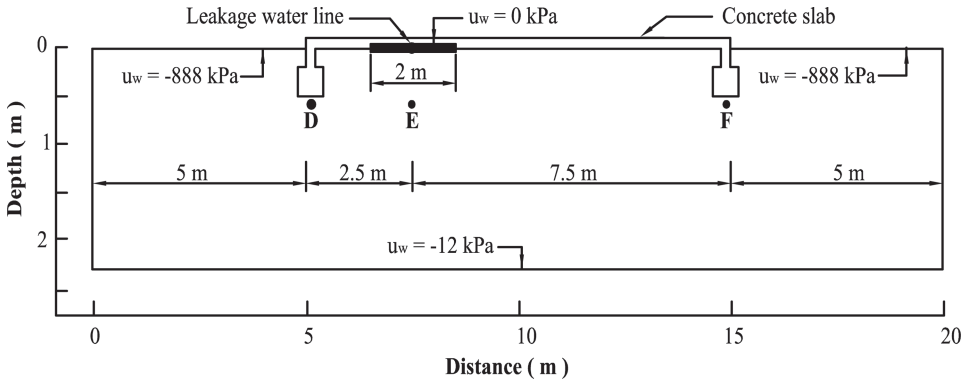 Leakage water line
uw = 0 kPa
Concrete slab
0
uw = -888 kPa
2 m
uw = -888 kPa
D
E
F
1
5 m
2.5 m
7.5 m
5 m
2
uw = -12 kPa
Depth ( m )
0
5
10
15
20
Distance ( m )